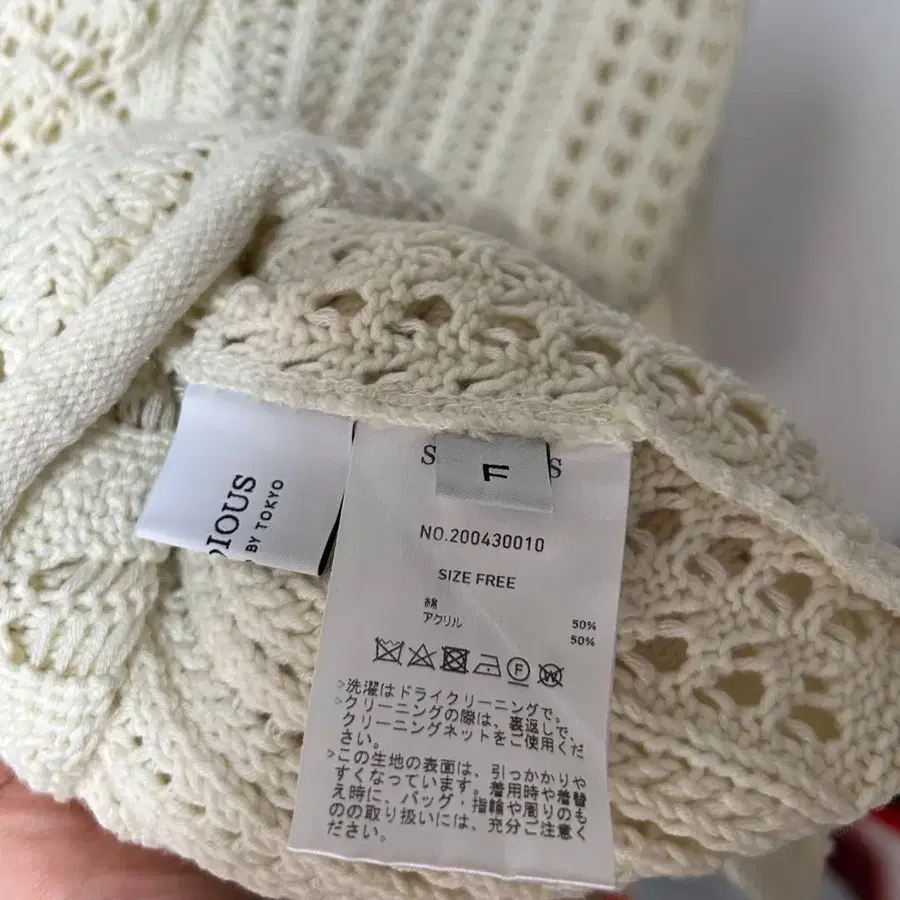 DIOUS
BY TOKYO
S
F
S
NO.200430010
SIZE FREE
綿 50%
アクリル 50%
F
W
>洗濯はドライクリーニングで。
>クリーニングの際は、裏返しで、
クリーニングネットをご使用くだ
さい。
>この生地の表面は、引っかかりや
すくなっています。着用時や着替
え時に、バッグ・指輪や周りのも
のの取り扱いには、充分ご注意く
ださい。